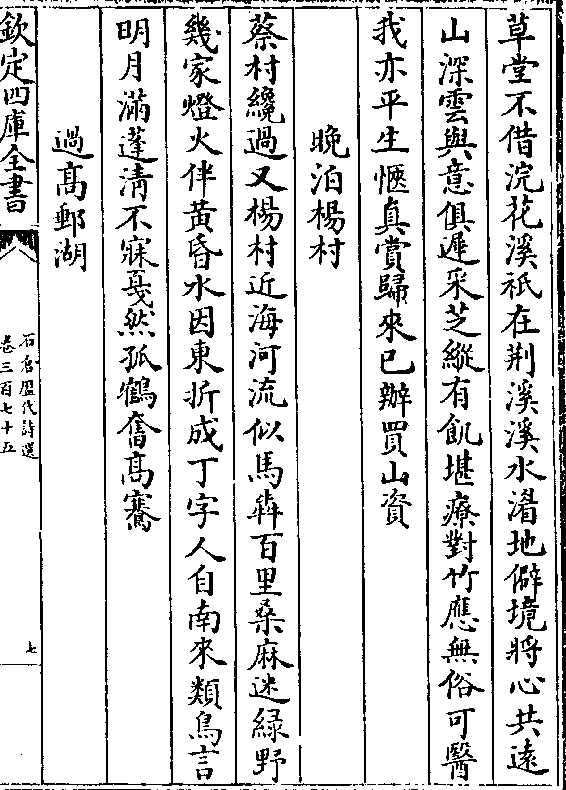 草堂不借浣花溪祇在荆溪溪水湄地僻境將心共遠
山深雲與意俱遲采芝縱有飢堪療對竹應無俗可醫
我亦平生愜真賞歸來已辦買山資
晚泊楊村
蔡村纔過又楊村近海河流似馬犇百里桑麻迷緑野
幾家燈火伴黃昏水因東折成丁字人自南來類鳥言
明月滿蓬清不寐戛然孤鶴奮高騫
過高郵湖
欽定四庫全書
石倉歷代詩選
卷三百七十五
七